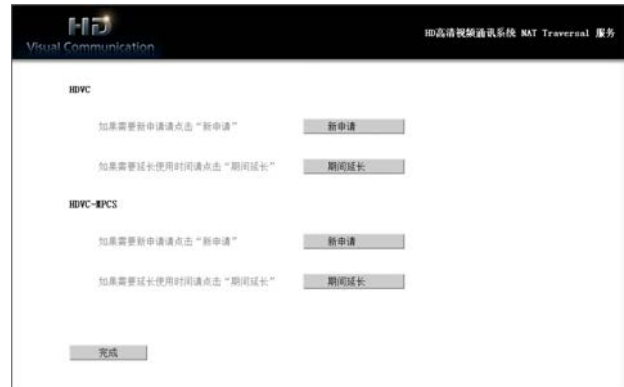 HD
Visual Communication
HD高清视频通讯系统 NAT Traversal 服务
HDVC
如果需要新申请请点击“新申请” 新申请
如果需要延长使用时间请点击“期间延长” 期间延长
HDVC-MPCS
如果需要新申请请点击“新申请” 新申请
如果需要延长使用时间请点击“期间延长” 期间延长
完成